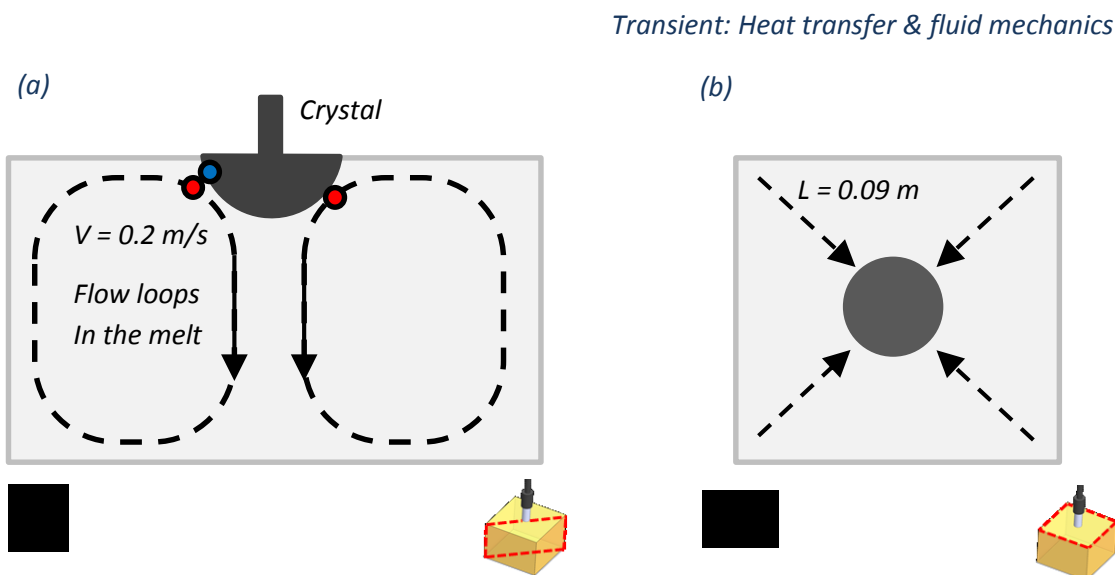 Transient: Heat transfer & fluid mechanics
(a)
Crystal
V = 0.2 m/s
Flow loops
In the melt
(b)
L = 0.09 m